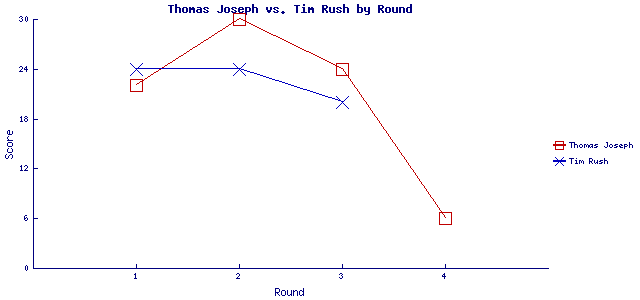 Thomas Joseph vs. Tim Rush by Round
30
24
18
12
6
0
Score
1 2 3 4
Round
Thomas Joseph
Tim Rush